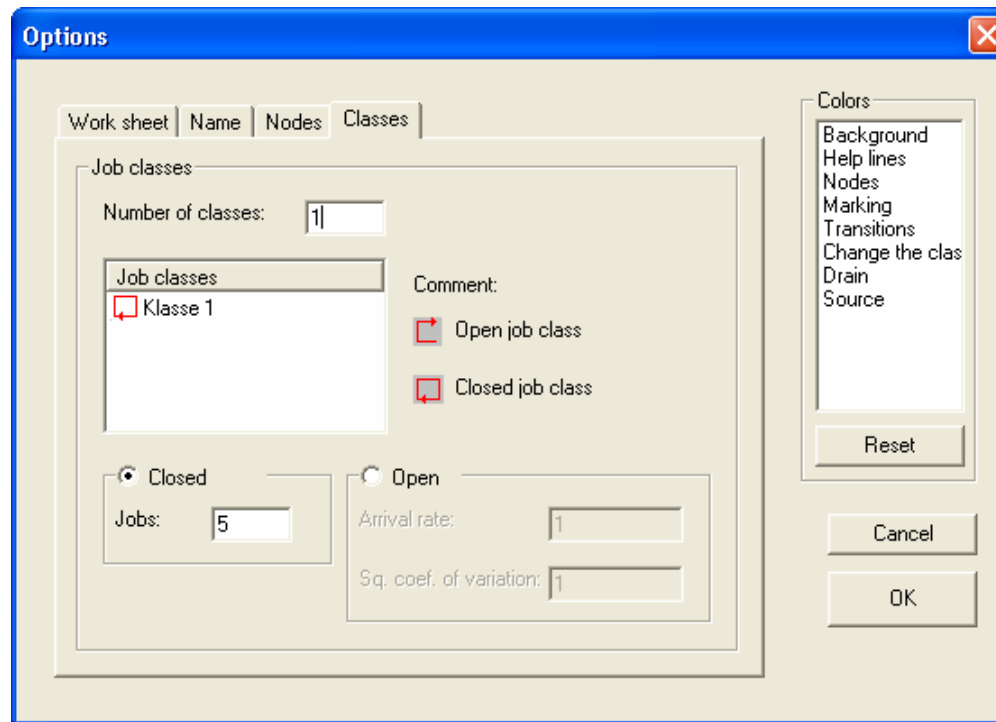 Options
Work sheet Name Nodes Classes
Job classes
Number of classes: 1
Job classes
Klasse 1
Comment:
Open job class
Closed job class
Closed
Jobs: 5
Open
Arrival rate: 1
Sq. coef. of variation: 1
Colors
Background
Help lines
Nodes
Marking
Transitions
Change the clas
Drain
Source
Reset
Cancel
OK